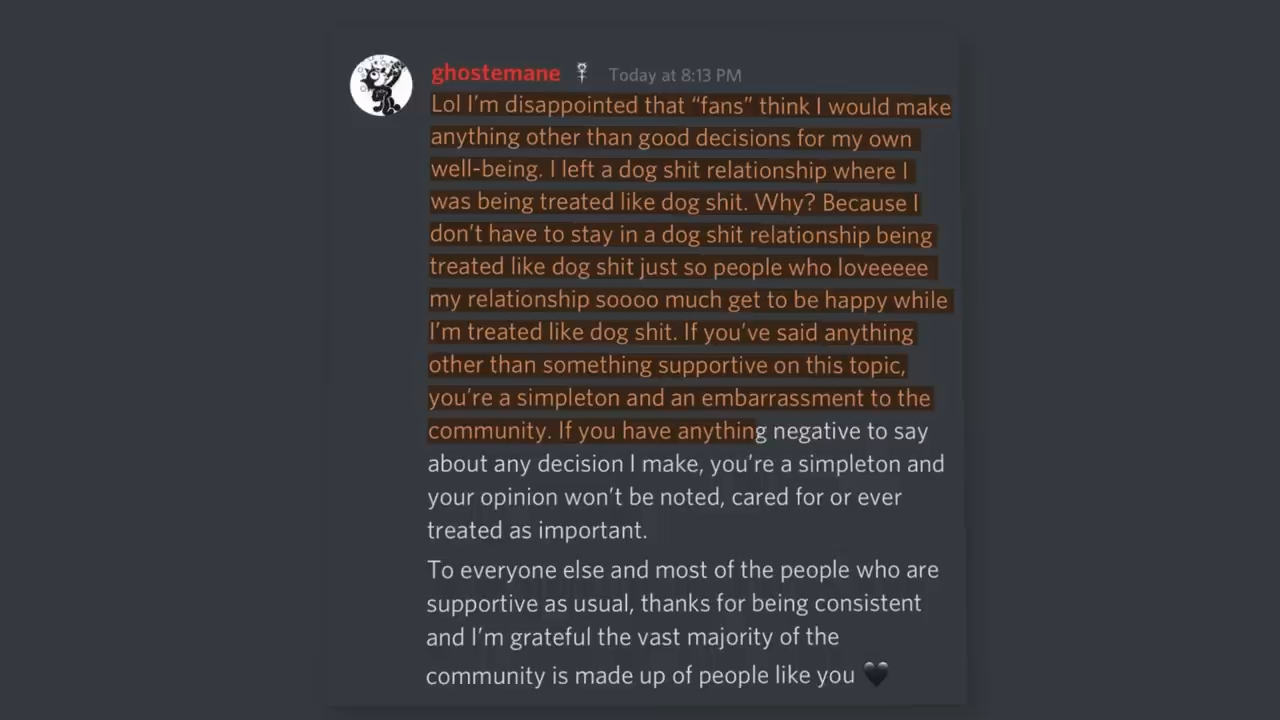 ghostemane Today at 8:13 PM
Lol I’m disappointed that “fans” think I would make
anything other than good decisions for my own
well-being. I left a dog shit relationship where I
was being treated like dog shit. Why? Because I
don’t have to stay in a dog shit relationship being
treated like dog shit just so people who loveeeee
my relationship soooo much get to be happy while
I’m treated like dog shit. If you’ve said anything
other than something supportive on this topic,
you’re a simpleton and an embarrassment to the
community. If you have anything negative to say
about any decision I make, you’re a simpleton and
your opinion won’t be noted, cared for or ever
treated as important.
To everyone else and most of the people who are
supportive as usual, thanks for being consistent
and I’m grateful the vast majority of the
community is made up of people like you 🖤